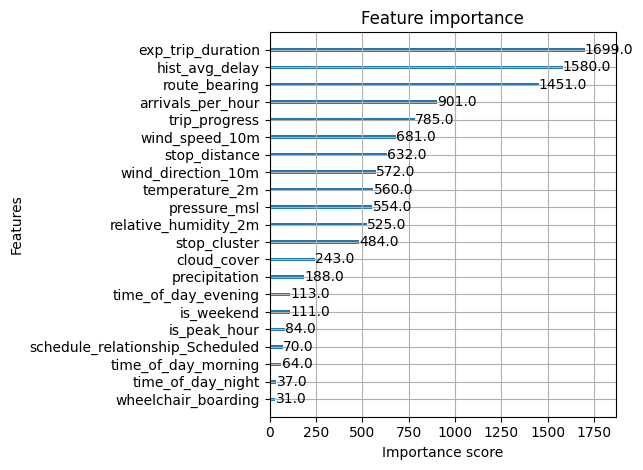 Feature importance
Features
exp_trip_duration 1699.0
hist_avg_delay 1580.0
route_bearing 1451.0
arrivals_per_hour 901.0
trip_progress 785.0
wind_speed_10m 681.0
stop_distance 632.0
wind_direction_10m 572.0
temperature_2m 560.0
pressure_msl 554.0
relative_humidity_2m 525.0
stop_cluster 484.0
cloud_cover 243.0
precipitation 188.0
time_of_day_evening 113.0
is_weekend 111.0
is_peak_hour 84.0
schedule_relationship_Scheduled 70.0
time_of_day_morning 64.0
time_of_day_night 37.0
wheelchair_boarding 31.0
0 250 500 750 1000 1250 1500 1750
Importance score